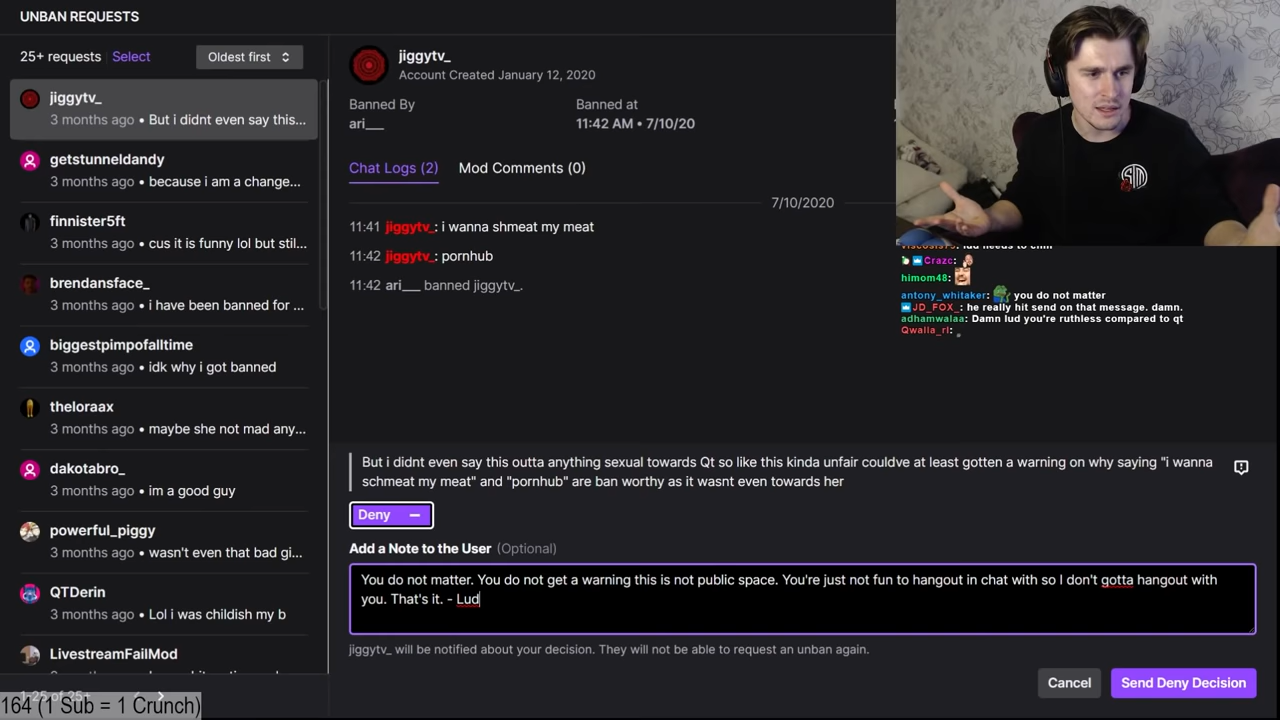 UNBAN REQUESTS
25+ requests Select Oldest first
jiggytv_
3 months ago • But i didnt even say this...
getstunneldandy
3 months ago • because i am a change...
finnister5ft
3 months ago • cus it is funny lol but stil...
brendansface_
3 months ago • i have been banned for ...
biggestpimpofalltime
3 months ago • idk why i got banned
theloraax
3 months ago • maybe she not mad any...
dakotabro_
3 months ago • im a good guy
powerful_piggy
3 months ago • wasn't even that bad gi...
QTDerin
3 months ago • Lol i was childish my b
LivestreamFailMod
164 (1 Sub = 1 Crunch)
jiggytv_
Account Created January 12, 2020
Banned By
ari___
Banned at
11:42 AM • 7/10/20
Chat Logs (2) Mod Comments (0)
7/10/2020
11:41 jiggytv_: i wanna shmeat my meat
11:42 jiggytv_: pornhub
11:42 ari___ banned jiggytv_.
But i didnt even say this outta anything sexual towards Qt so like this kinda unfair couldve at least gotten a warning on why saying "i wanna
schmeat my meat" and "pornhub" are ban worthy as it wasnt even towards her
Deny
Add a Note to the User (Optional)
You do not matter. You do not get a warning this is not public space. You're just not fun to hangout in chat with so I don't gotta hangout with
you. That's it. - Lud
jiggytv_ will be notified about your decision. They will not be able to request an unban again.
Cancel Send Deny Decision
TSM
Crazc:
himom48:
antony_whitaker: you do not matter
JD_FOX_: he really hit send on that message. damn.
adhamwalaa: Damn lud you're ruthless compared to qt
Qwalla_rl: